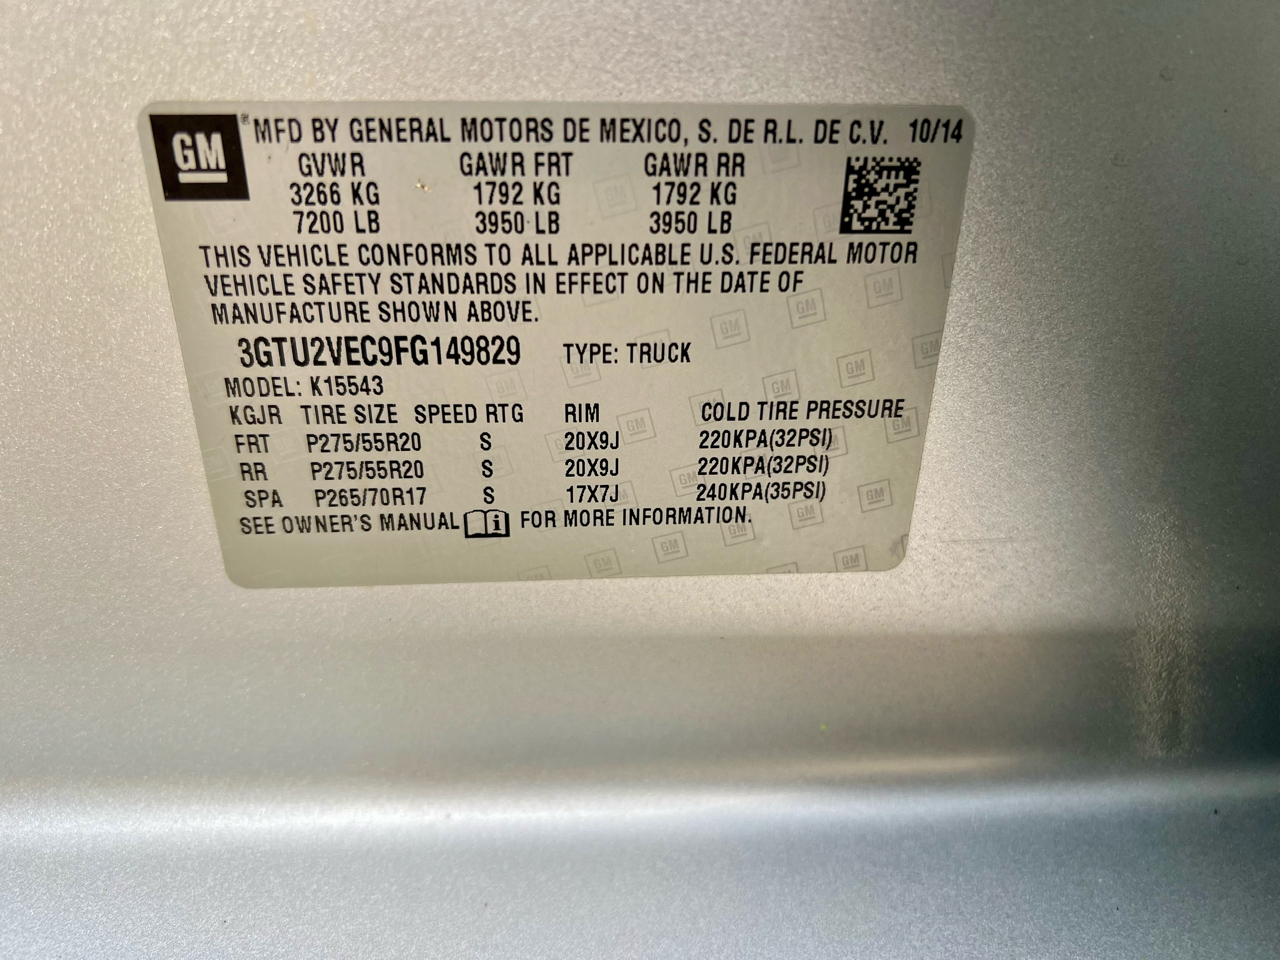 GM ® MFD BY GENERAL MOTORS DE MEXICO, S. DE R.L. DE C.V. 10/14
GVWR GAWR FRT GAWR RR
3266 KG 1792 KG 1792 KG
7200 LB 3950 LB 3950 LB
THIS VEHICLE CONFORMS TO ALL APPLICABLE U.S. FEDERAL MOTOR
VEHICLE SAFETY STANDARDS IN EFFECT ON THE DATE OF
MANUFACTURE SHOWN ABOVE.
3GTU2VEC9FG149829 TYPE: TRUCK
MODEL: K15543
KGJR TIRE SIZE SPEED RTG RIM COLD TIRE PRESSURE
FRT P275/55R20 S 20X9J 220KPA(32PSI)
RR P275/55R20 S 20X9J 220KPA(32PSI)
SPA P265/70R17 S 17X7J 240KPA(35PSI)
SEE OWNER'S MANUAL i FOR MORE INFORMATION.